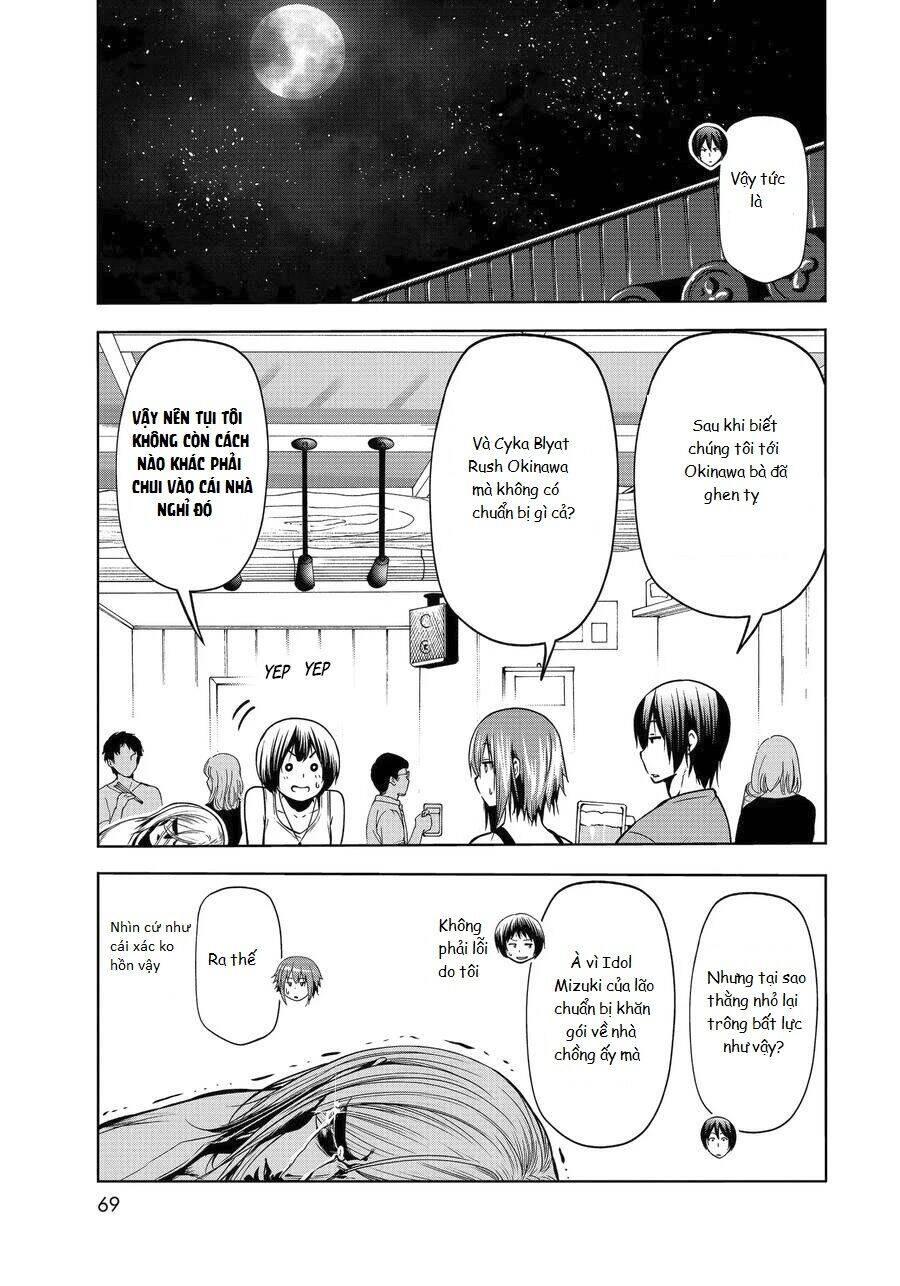 Vậy tức
là
Sau khi biết
chúng tôi tới
Okinawa bà đã
ghen ty
Và Cyka Blyat
Rush Okinawa
mà không có
chuẩn bị gì cả?
VẬY NÊN TỤI TÔI
KHÔNG CÒN CÁCH
NÀO KHÁC PHẢI
CHUI VÀO CÁI NHÀ
NGHỈ ĐÓ
YEP YEP
Nhưng tại sao
thằng nhỏ lại
trông bất lực
như vậy?
À vì Idol
Mizuki của lão
chuẩn bị khăn
gói về nhà
chồng ấy mà
Không
phải lỗi
do tôi
Ra thế
Nhìn cứ như
cái xác ko
hồn vậy
69